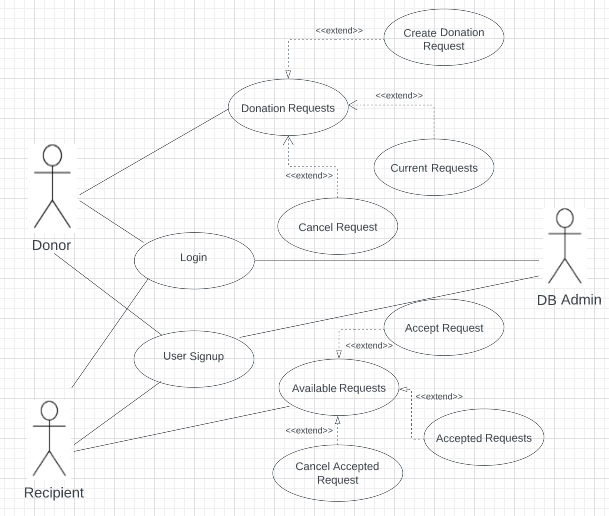 <<extend>>
Create Donation
Request
<<extend>>
Donation Requests
Current Requests
<<extend>>
Cancel Request
Donor
Login
DB Admin
Accept Request
<<extend>>
User Signup
Available Requests
<<extend>>
<<extend>>
Accepted Requests
Cancel Accepted
Request
Recipient